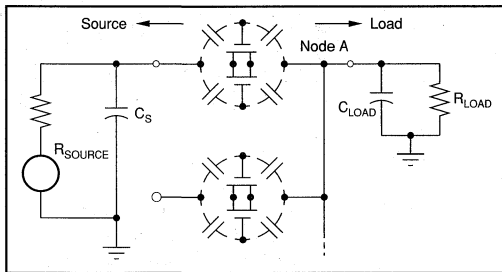 Source
Load
Node A
C_S
C_LOAD
R_LOAD
R_SOURCE